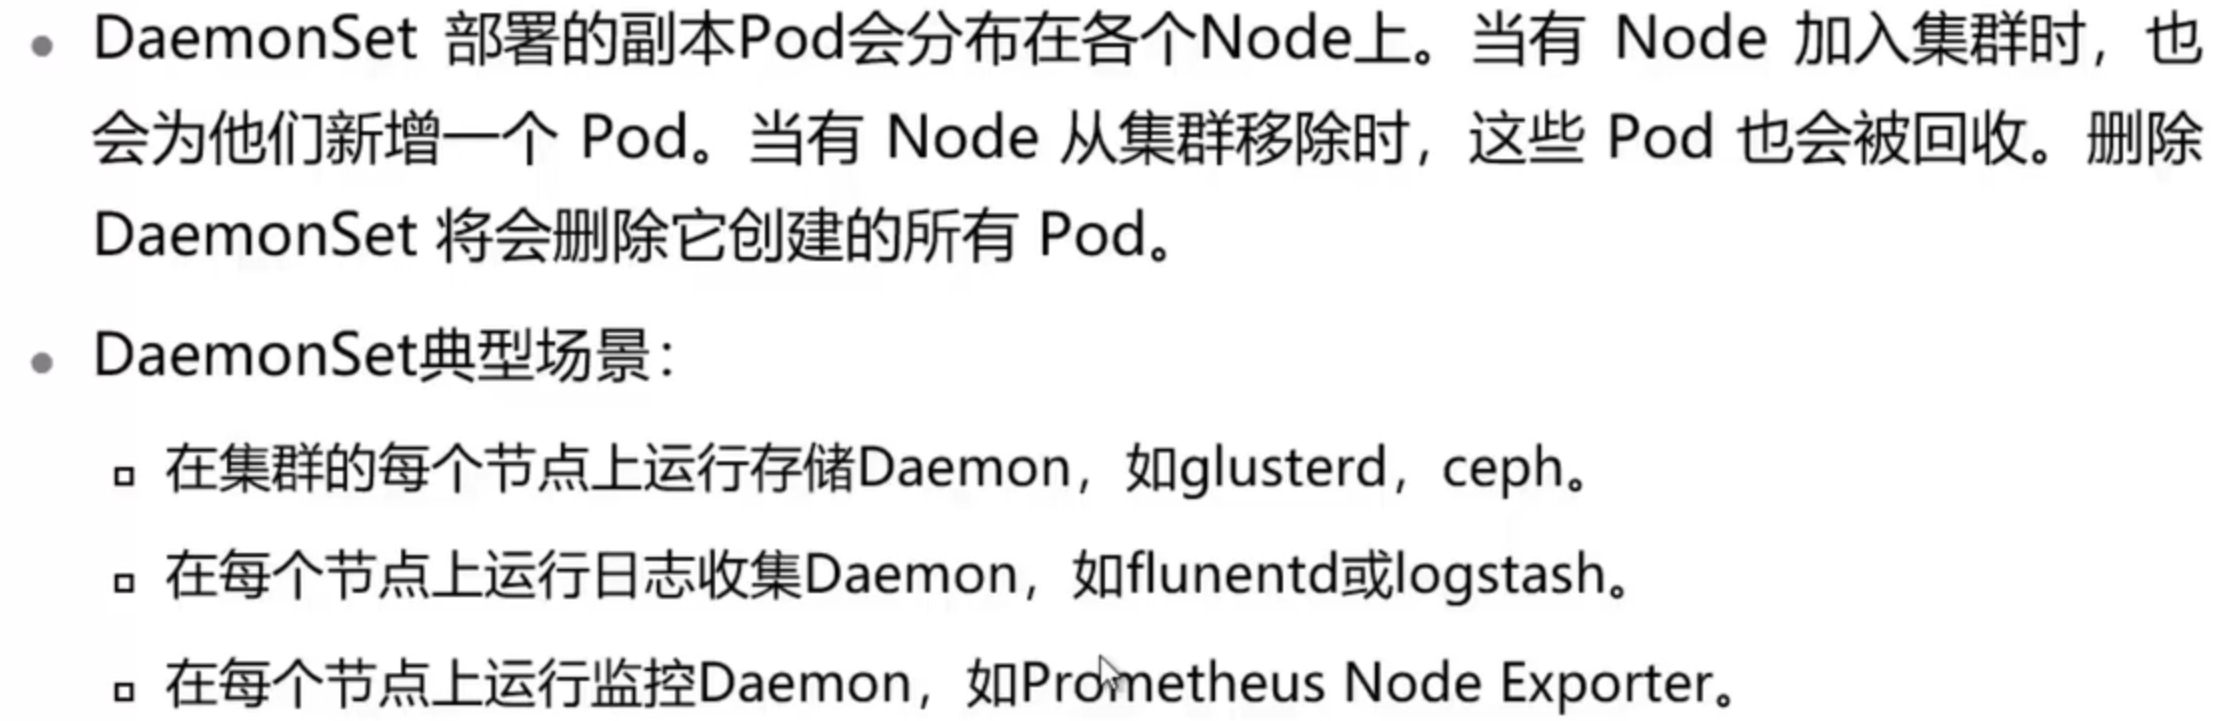 DaemonSet 部署的副本Pod会分布在各个Node上。当有 Node 加入集群时，也
会为他们新增一个 Pod。当有 Node 从集群移除时，这些 Pod 也会被回收。删除
DaemonSet 将会删除它创建的所有 Pod。
DaemonSet典型场景：
在集群的每个节点上运行存储Daemon，如glusterd，ceph。
在每个节点上运行日志收集Daemon，如flunentd或logstash。
在每个节点上运行监控Daemon，如Prometheus Node Exporter。